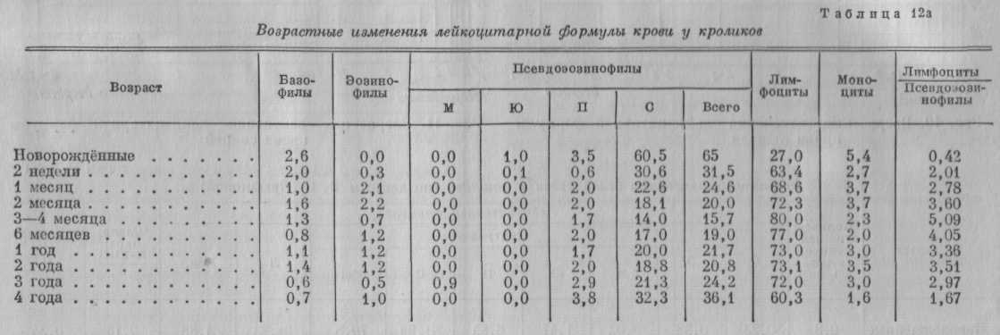 Таблица 12а
Возрастные изменения лейкоцитарной формулы крови у кроликов
Возраст Базо- Эозино- Псевдоэозинофилы Лим- Моно- Лимфоциты
филы филы М Ю П С Всего фоциты циты Псевдоэози-
нофилы
Новорождённые . . . . . . . 2,6 0,0 0,0 1,0 3,5 60,5 65 27,0 5,4 0,42
2 недели . . . . . . . . . . . 2,0 0,3 0,0 0,1 0,6 30,6 31,5 63,4 2,7 2,01
1 месяц . . . . . . . . . . . 1,0 2,1 0,0 0,0 2,0 22,6 24,6 68,6 3,7 2,78
2 месяца . . . . . . . . . . . 1,6 2,2 0,0 0,0 2,0 18,1 20,0 72,3 3,7 3,60
3—4 месяца . . . . . . . . . 1,3 0,7 0,0 0,0 1,7 14,0 15,7 80,0 2,3 5,09
6 месяцев . . . . . . . . . . 0,8 1,2 0,0 0,0 2,0 17,0 19,0 77,0 2,0 4,05
1 год . . . . . . . . . . . . 1,1 1,2 0,0 0,0 1,7 20,0 21,7 73,0 3,0 3,36
2 года . . . . . . . . . . . . 1,4 1,2 0,0 0,0 2,0 18,8 20,8 73,1 3,5 3,51
3 года . . . . . . . . . . . . 0,6 0,5 0,9 0,0 2,9 21,3 24,2 72,0 3,0 2,97
4 года . . . . . . . . . . . . 0,7 1,0 0,0 0,0 3,8 32,3 36,1 60,3 1,6 1,67